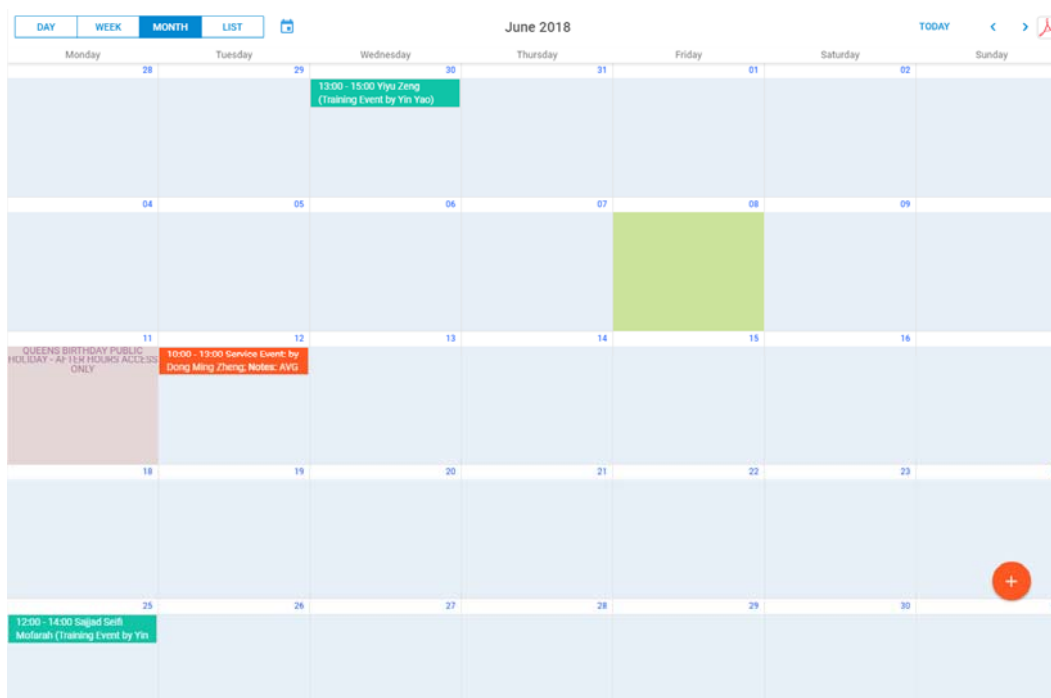 DAY WEEK MONTH LIST June 2018 TODAY
Monday Tuesday Wednesday Thursday Friday Saturday Sunday
28 29 30 31 01 02
13:00 - 15:00 Yiyu Zeng
(Training Event by Yin Yao)
04 05 06 07 08 09
11 12 13 14 15 16
QUEENS BIRTHDAY PUBLIC
HOLIDAY - AFTER HOURS ACCESS
ONLY
10:00 - 13:00 Service Event: by
Dong Ming Zheng; Notes: AVG
18 19 20 21 22 23
+
25 26 27 28 29 30
12:00 - 14:00 Sajjad Seifi
Mofarah (Training Event by Yin